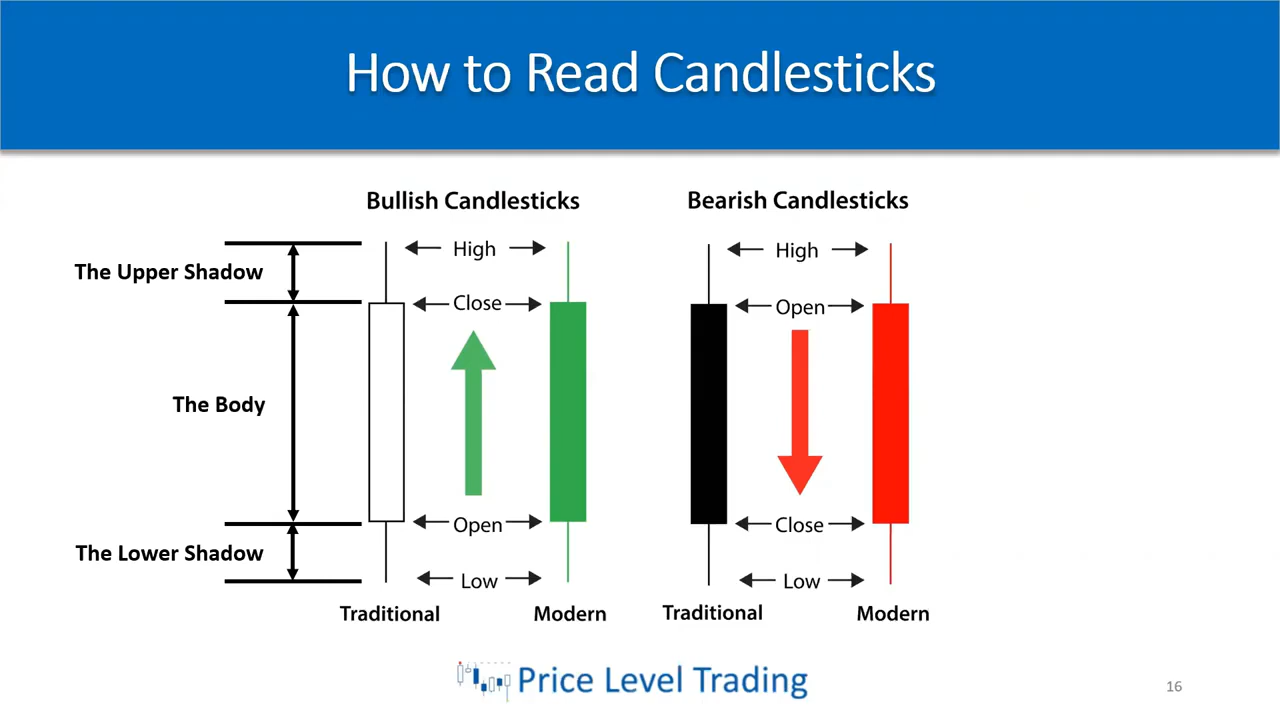 How to Read Candlesticks
Bullish Candlesticks
Bearish Candlesticks
The Upper Shadow
The Body
The Lower Shadow
High
Close
Open
Low
Traditional
Modern
High
Open
Close
Low
Traditional
Modern
Price Level Trading
16